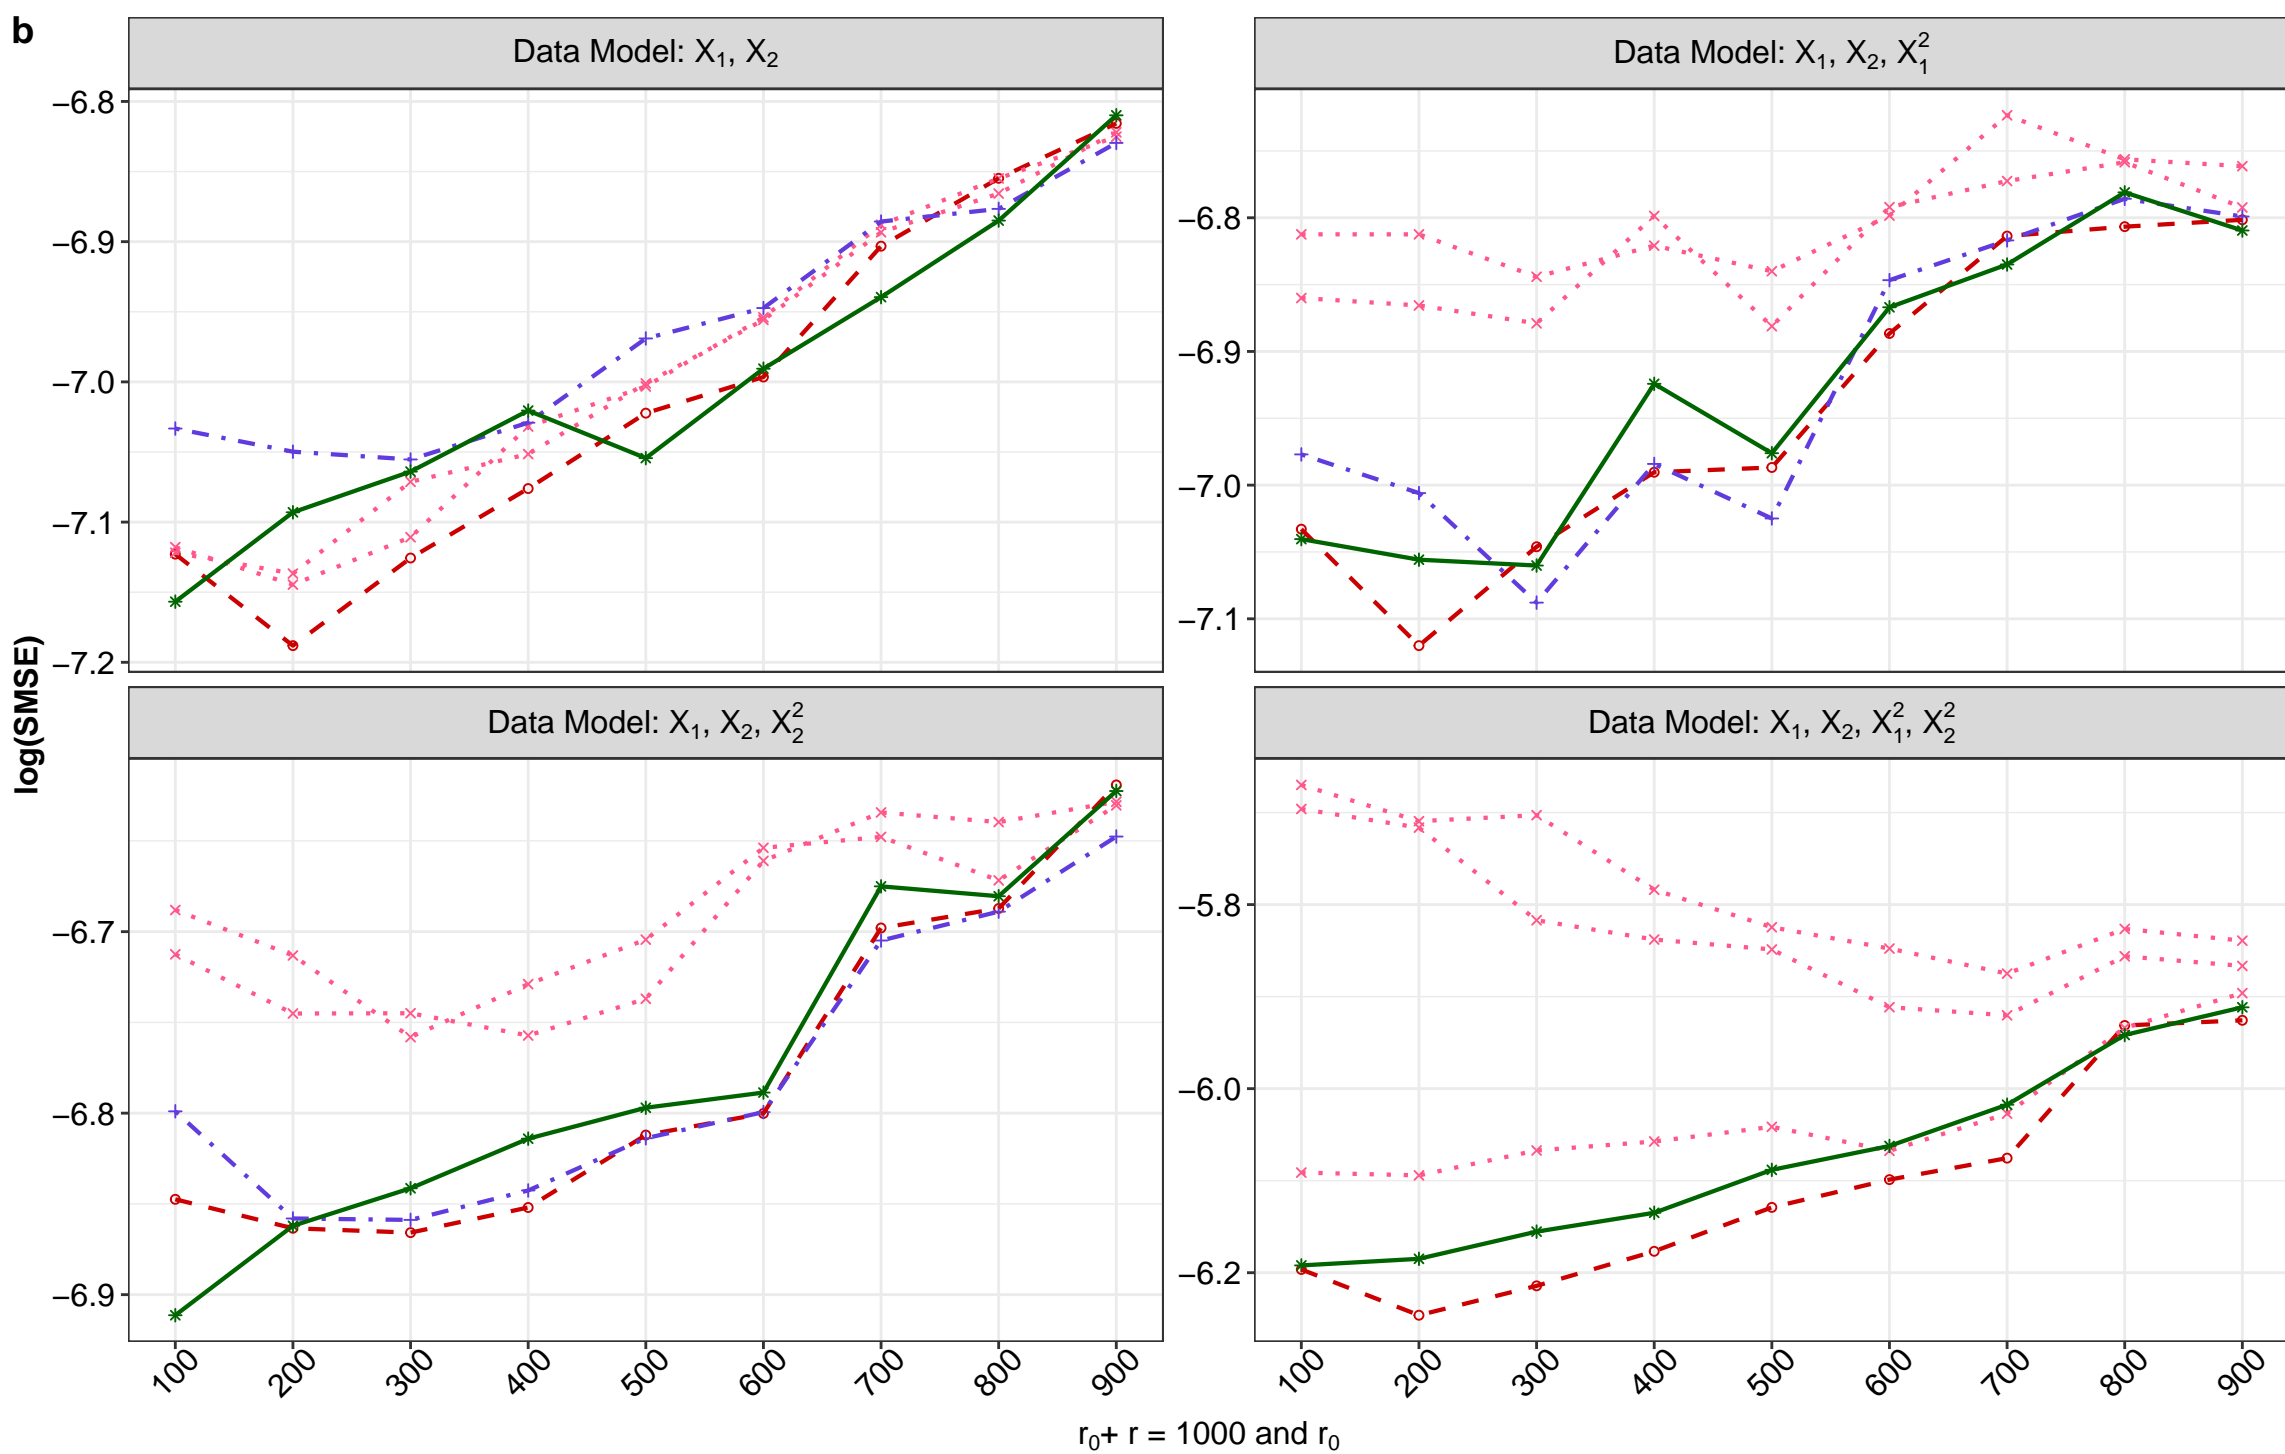 b
Data Model: X₁, X₂
Data Model: X₁, X₂, X₁²
−6.8
−6.9
−7.0
−7.1
−7.2
−6.8
−6.9
−7.0
−7.1
log(SMSE)
Data Model: X₁, X₂, X₂²
Data Model: X₁, X₂, X₁², X₂²
−6.7
−6.8
−6.9
−5.8
−6.0
−6.2
100 200 300 400 500 600 700 800 900
100 200 300 400 500 600 700 800 900
r₀+ r = 1000 and r₀